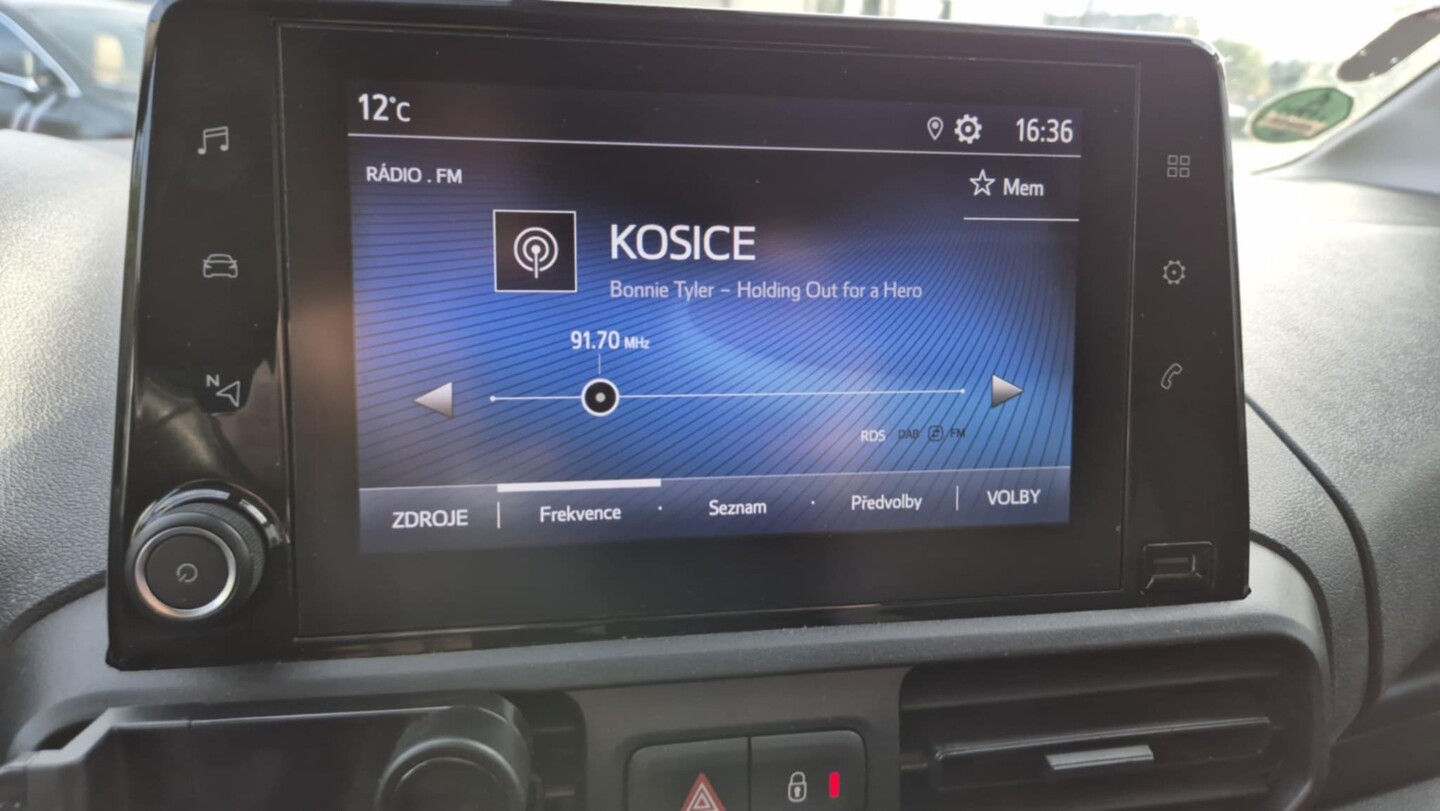 12°C
16:36
RÁDIO . FM
Mem
KOSICE
Bonnie Tyler – Holding Out for a Hero
91.70 MHz
RDS DAB FM
N
ZDROJE
Frekvence
Seznam
Předvolby
VOLBY